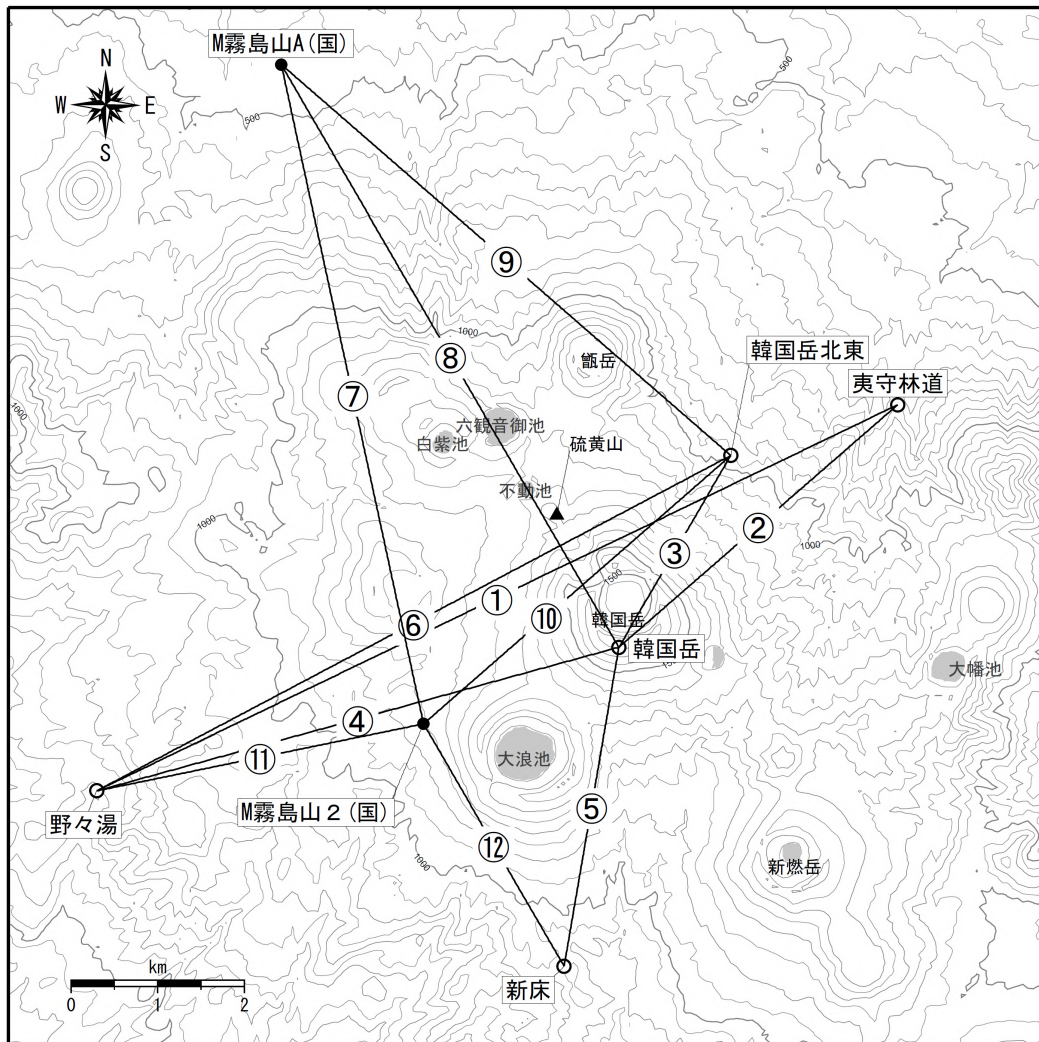 M霧島山A(国)
N
W
E
S
500
500
⑨
1000
⑧
甑岳
韓国岳北東
夷守林道
⑦
1000
六観音御池
白紫池
硫黄山
不動池
1000
②
③
1000
1500
①
⑥
⑩
韓国岳
韓国岳
大幡池
④
⑪
大浪池
野々湯
M霧島山2(国)
⑤
⑫
1000
新燃岳
km
0
1
2
新床